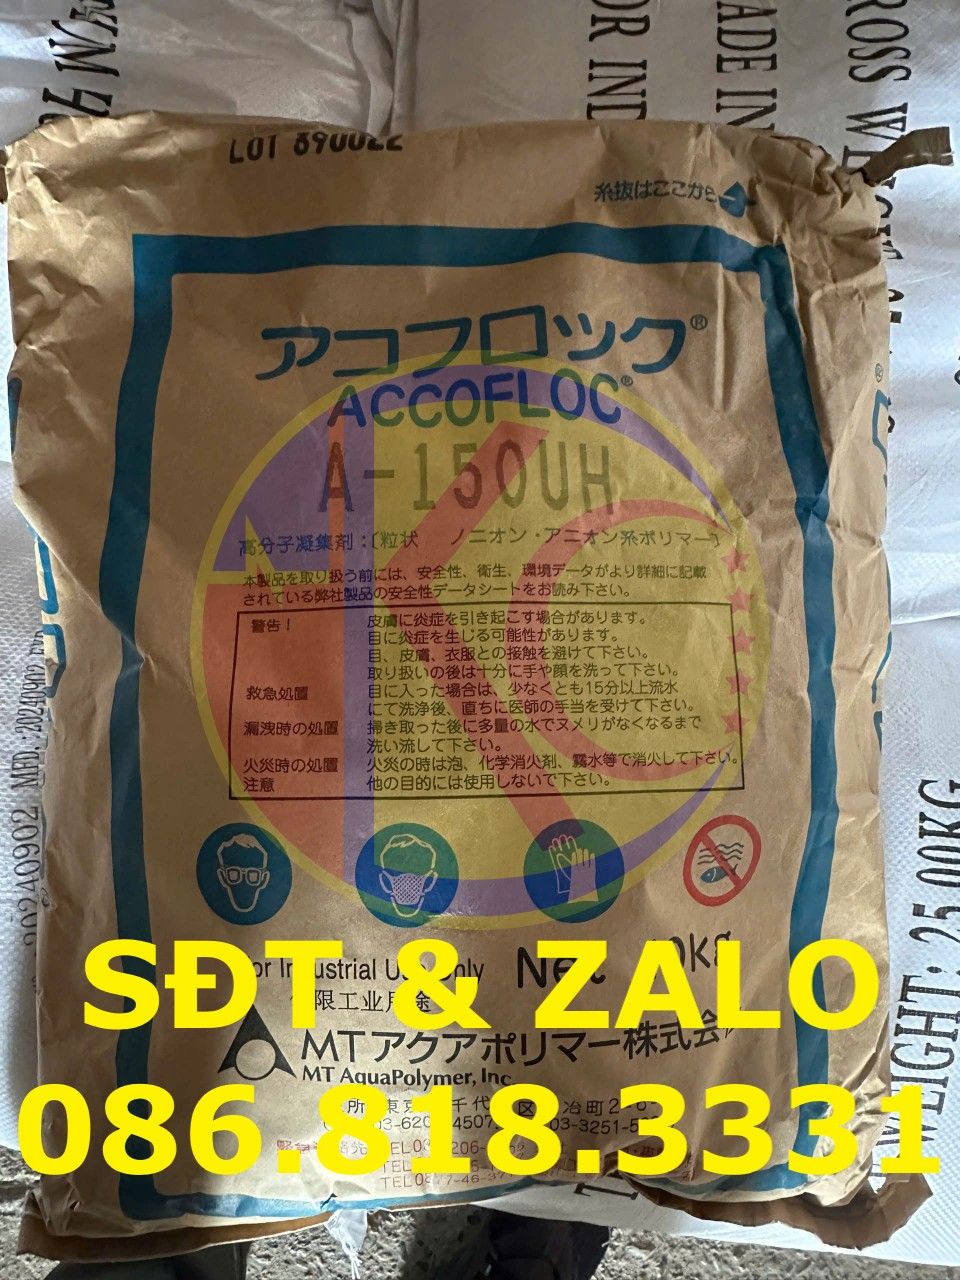 LOT 890022
糸抜はここから
アコフロック®
ACCOFLOC®
A-150UH
高分子凝集剤:〔粒状 ノニオン・アニオン系ポリマー〕
本製品を取り扱う前には、安全性、衛生、環境データがより詳細に記載
されている弊社製品の安全性データシートをお読み下さい。
警告! 皮膚に炎症を引き起こす場合があります。
目に炎症を生じる可能性があります。
目、皮膚、衣服との接触を避けて下さい。
取り扱いの後は十分に手や顔を洗って下さい。
救急処置 目に入った場合は、少なくとも15分以上流水
にて洗浄後、直ちに医師の手当を受けて下さい。
漏洩時の処置 掃き取った後に多量の水でヌメリがなくなるまで
洗い流して下さい。
火災時の処置 火災の時は泡、化学消火剤、霧水等で消火して下さい。
注意 他の目的には使用しないで下さい。
For Industrial Use Only
Net 10kg
限工业用途
SĐT & ZALO
MTアクアポリマー株式会社
MT AquaPolymer, Inc.
086.818.3331
ROSS WEIGHT
ADE IN
OR IND
WEIGHT: 25.00KG
20240902